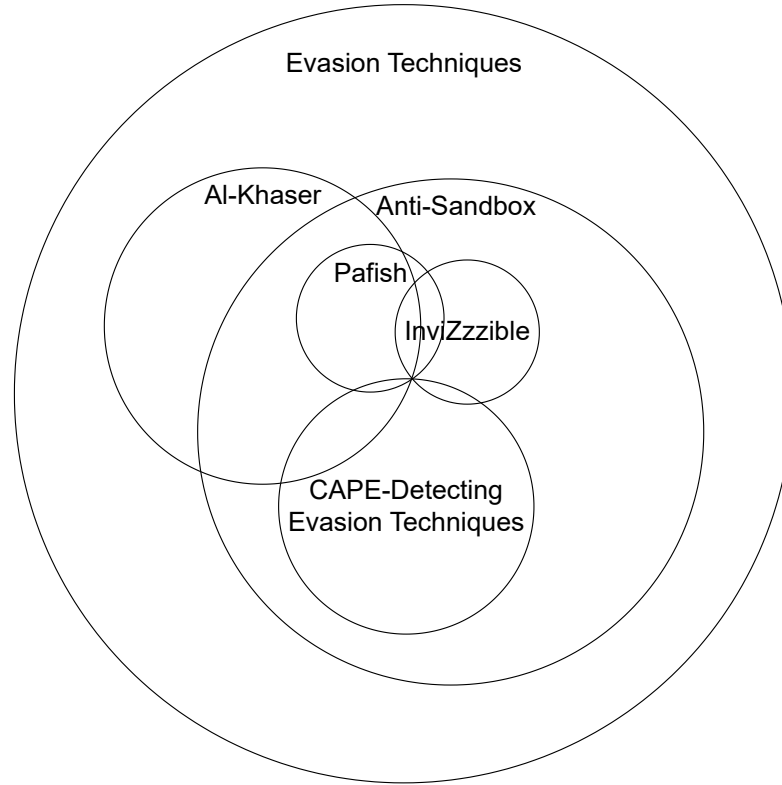 Evasion Techniques
Al-Khaser
Anti-Sandbox
Pafish
InviZzzible
CAPE-Detecting
Evasion Techniques